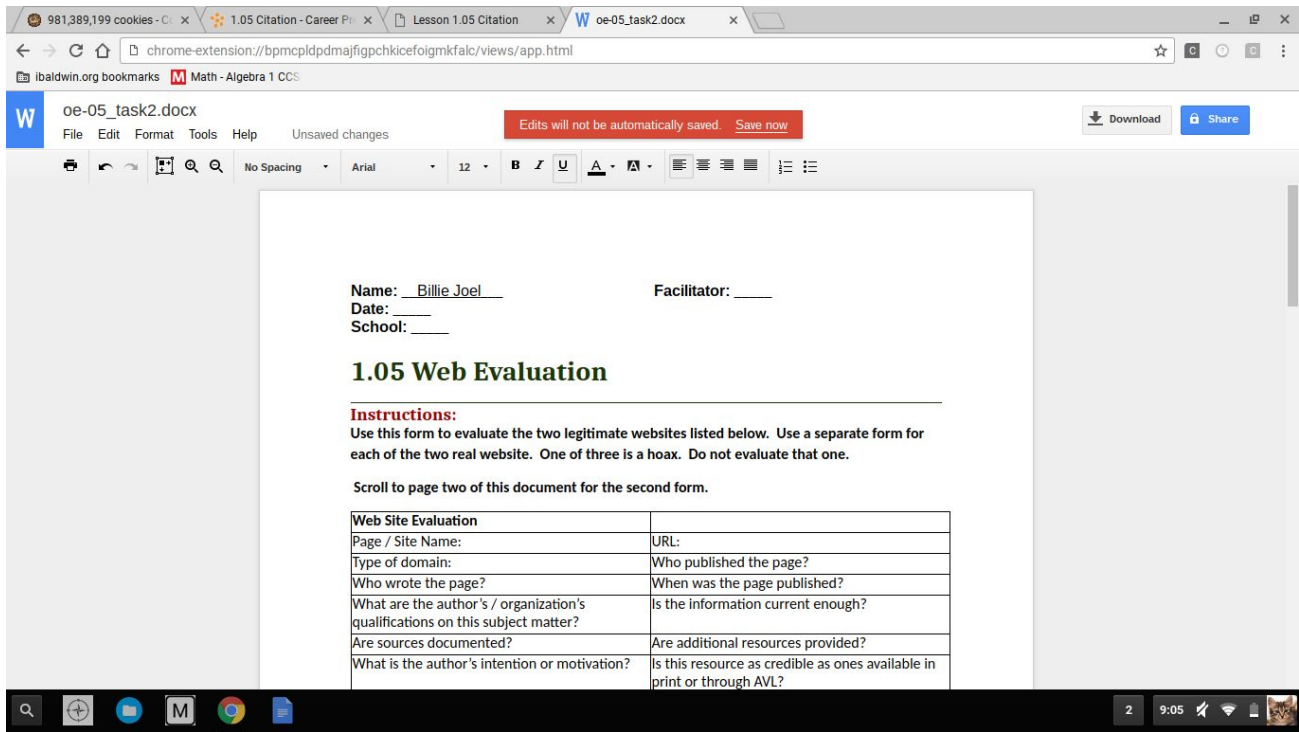 981,389,199 cookies - Co
1.05 Citation - Career Pr
Lesson 1.05 Citation
oe-05_task2.docx
chrome-extension://bpmcpldpdmajfigpchkicefoigmkfalc/views/app.html
ibaldwin.org bookmarks M Math - Algebra 1 CCS
W oe-05_task2.docx
File Edit Format Tools Help Unsaved changes
Edits will not be automatically saved. Save now
Download Share
No Spacing Arial 12 B I U A A
Name: __Billie Joel___ Facilitator: _____
Date: _____
School: _____
1.05 Web Evaluation
Instructions:
Use this form to evaluate the two legitimate websites listed below. Use a separate form for
each of the two real website. One of three is a hoax. Do not evaluate that one.
Scroll to page two of this document for the second form.
Web Site Evaluation
Page / Site Name: URL:
Type of domain: Who published the page?
Who wrote the page? When was the page published?
What are the author's / organization's Is the information current enough?
qualifications on this subject matter?
Are sources documented? Are additional resources provided?
What is the author's intention or motivation? Is this resource as credible as ones available in
print or through AVL?
M 2 9:05